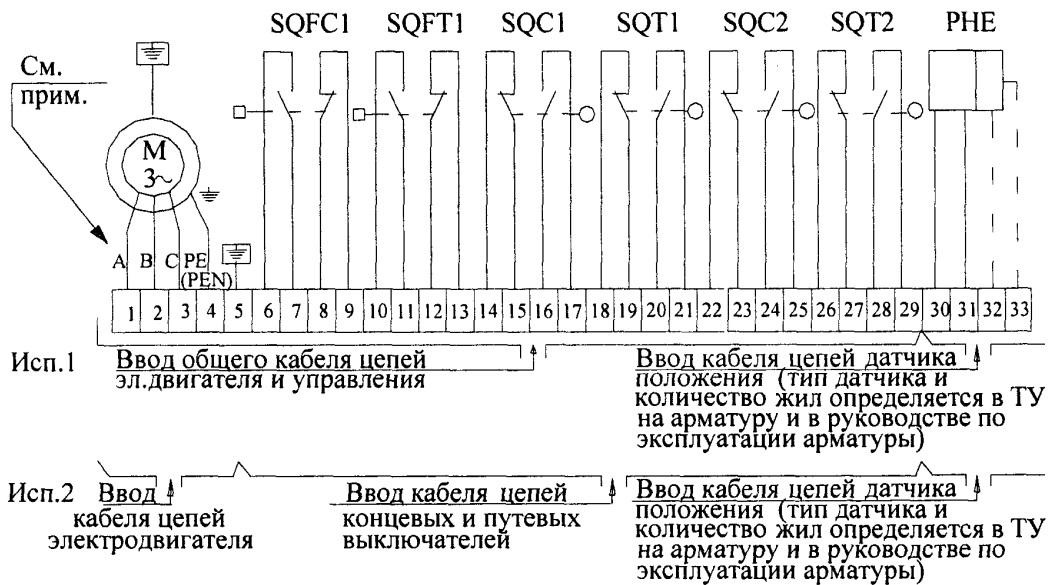 SQFC1 SQFT1 SQC1 SQT1 SQC2 SQT2 PHE
См.
прим.
М
3~
А В С РЕ
(PEN)
1 2 3 4 5 6 7 8 9 10 11 12 13 14 15 16 17 18 19 20 21 22 23 24 25 26 27 28 29 30 31 32 33
Исп.1
Ввод общего кабеля цепей
эл.двигателя и управления
Ввод кабеля цепей датчика
положения (тип датчика и
количество жил определяется в ТУ
на арматуру и в руководстве по
эксплуатации арматуры)
Исп.2
Ввод
кабеля цепей
электродвигателя
Ввод кабеля цепей
концевых и путевых
выключателей
Ввод кабеля цепей датчика
положения (тип датчика и
количество жил определяется в ТУ
на арматуру и в руководстве по
эксплуатации арматуры)